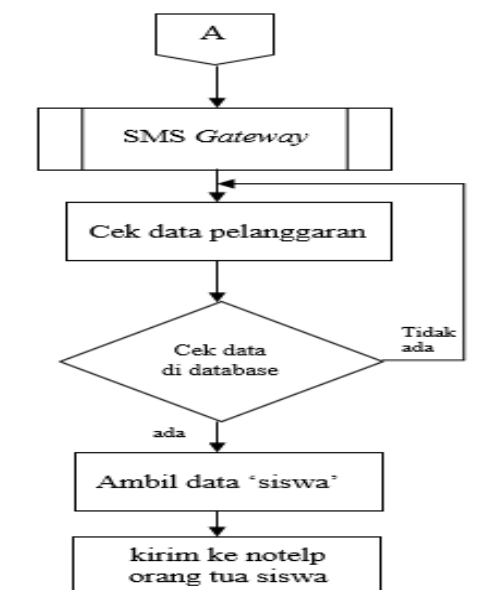 A
SMS Gateway
Cek data pelanggaran
Cek data
di database
Tidak
ada
ada
Ambil data ‘siswa’
kirim ke notelp
orang tua siswa